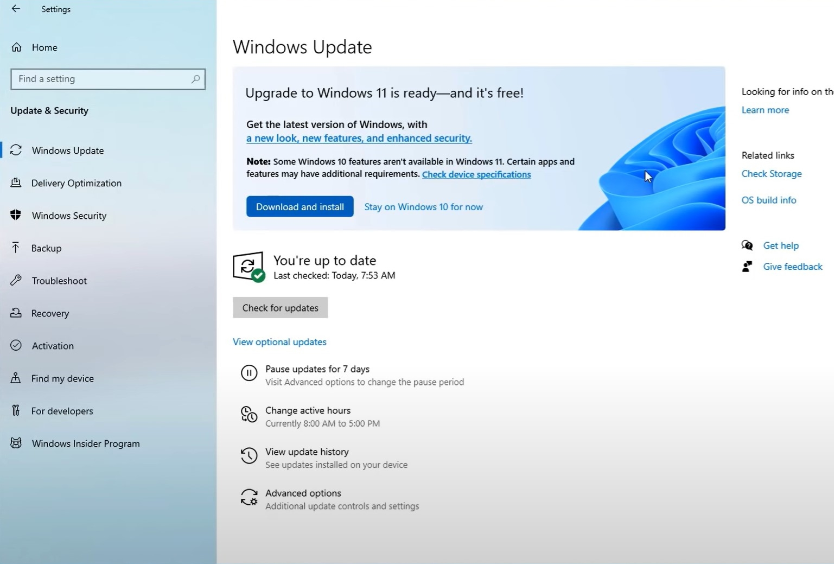 Settings
Home
Find a setting
Update & Security
Windows Update
Delivery Optimization
Windows Security
Backup
Troubleshoot
Recovery
Activation
Find my device
For developers
Windows Insider Program
Windows Update
Upgrade to Windows 11 is ready—and it's free!
Get the latest version of Windows, with
a new look, new features, and enhanced security.
Note: Some Windows 10 features aren't available in Windows 11. Certain apps and
features may have additional requirements. Check device specifications
Download and install
Stay on Windows 10 for now
You're up to date
Last checked: Today, 7:53 AM
Check for updates
View optional updates
Pause updates for 7 days
Visit Advanced options to change the pause period
Change active hours
Currently 8:00 AM to 5:00 PM
View update history
See updates installed on your device
Advanced options
Additional update controls and settings
Looking for info on
Learn more
Related links
Check Storage
OS build info
Get help
Give feedback